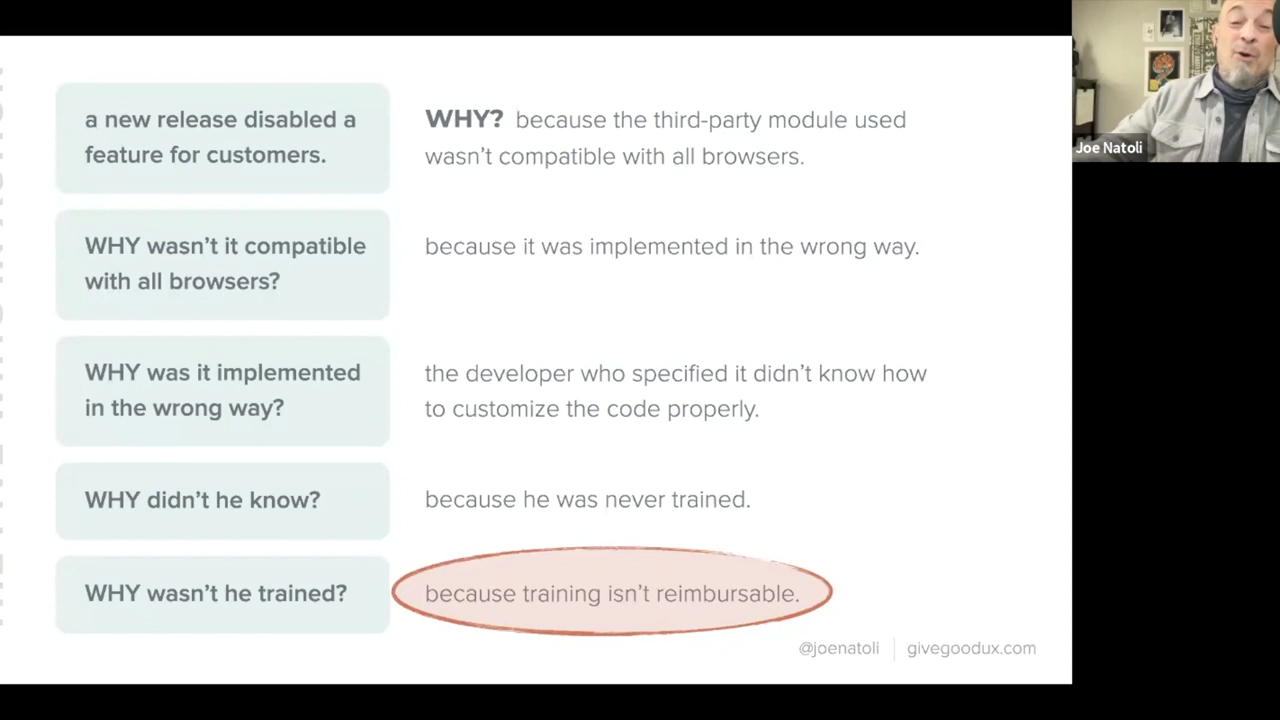 a new release disabled a
feature for customers.
WHY? because the third-party module used
wasn't compatible with all browsers.
WHY wasn't it compatible
with all browsers?
because it was implemented in the wrong way.
WHY was it implemented
in the wrong way?
the developer who specified it didn't know how
to customize the code properly.
WHY didn't he know?
because he was never trained.
WHY wasn't he trained?
because training isn't reimbursable.
@joenatoli
givegoodux.com
Joe Natoli